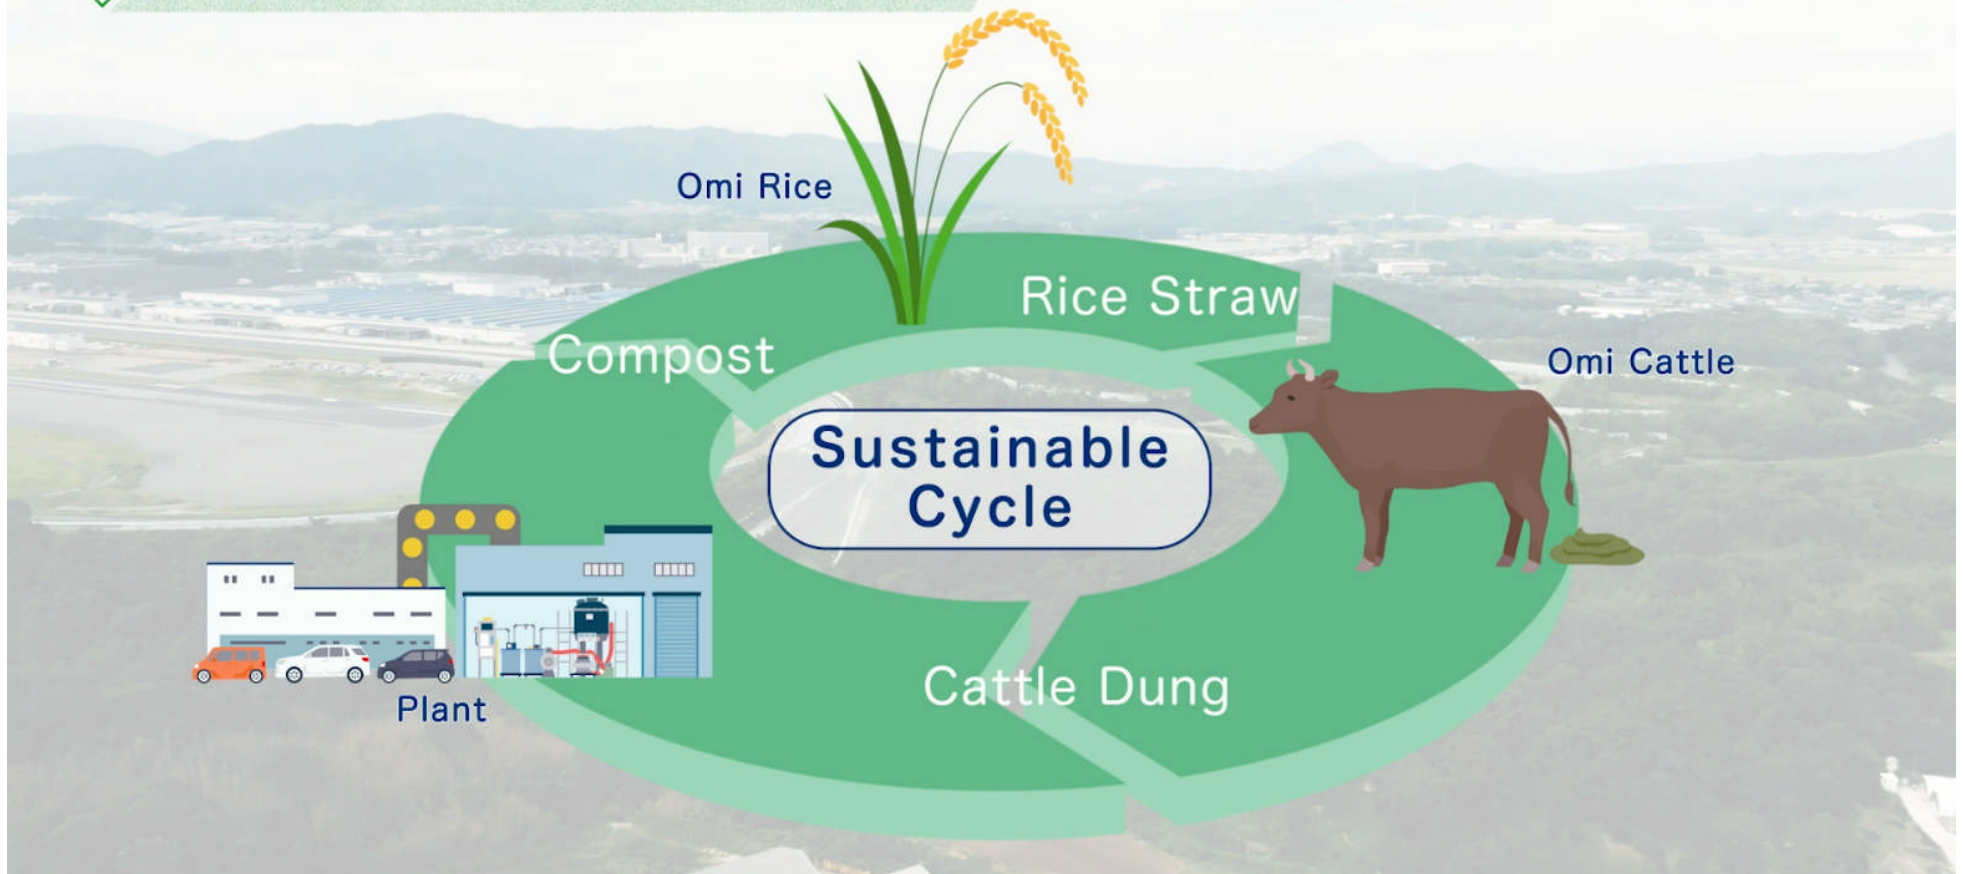 Omi Rice
Rice Straw
Compost
Omi Cattle
Sustainable
Cycle
Cattle Dung
Plant